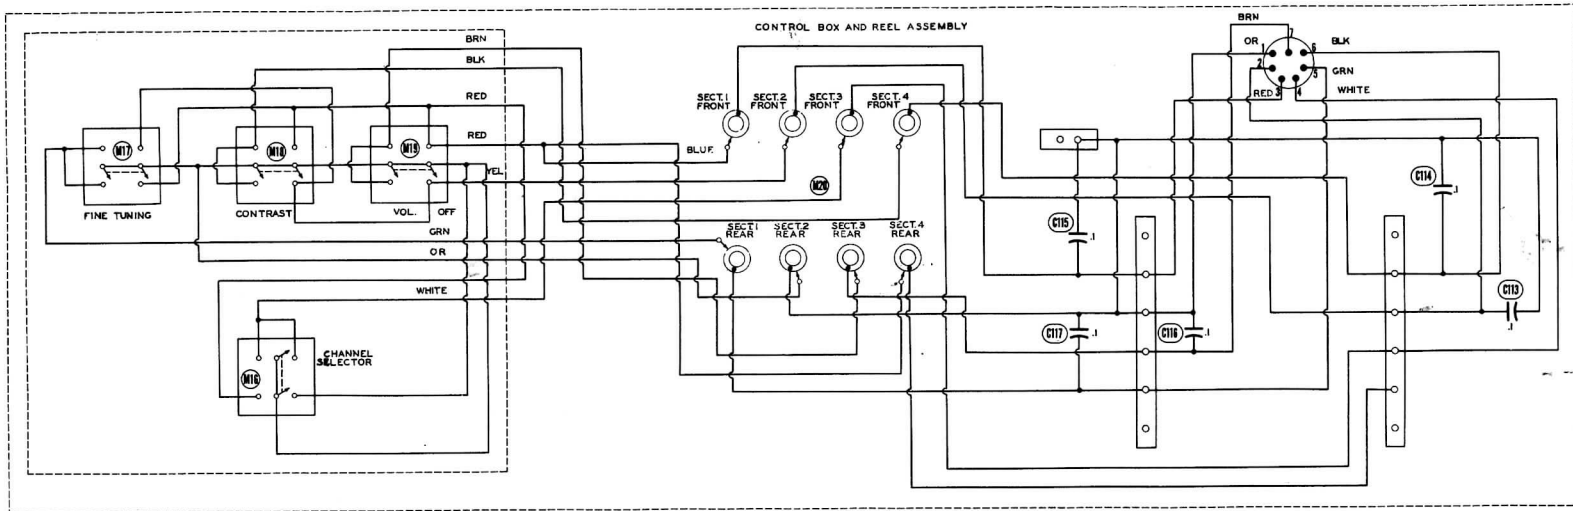 CONTROL BOX AND REEL ASSEMBLY
BRN
BLK
RED
RED
YEL
M17
M18
M19
FINE TUNING
CONTRAST
VOL.
OFF
GRN
OR
WHITE
CHANNEL
SELECTOR
M16
SECT.1
FRONT
SECT.2
FRONT
SECT.3
FRONT
SECT.4
FRONT
BLUE
M20
SECT.1
REAR
SECT.2
REAR
SECT.3
REAR
SECT.4
REAR
BRN
OR
BLK
GRN
RED
WHITE
1
2
3
4
5
6
7
C115
.1
C114
.1
C113
.1
C117
.1
C116
.1